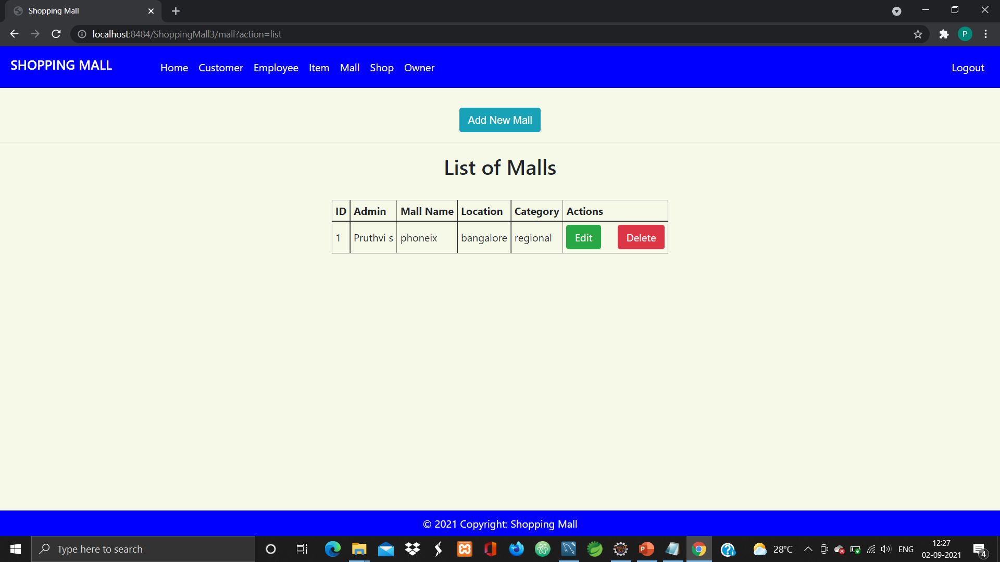 Shopping Mall
localhost:8484/ShoppingMall3/mall?action=list
P
SHOPPING MALL
Home Customer Employee Item Mall Shop Owner Logout
Add New Mall
List of Malls
ID Admin Mall Name Location Category Actions
1 Pruthvi s phoneix bangalore regional Edit Delete
© 2021 Copyright: Shopping Mall
Type here to search
28°C
ENG
12:27
02-09-2021
4